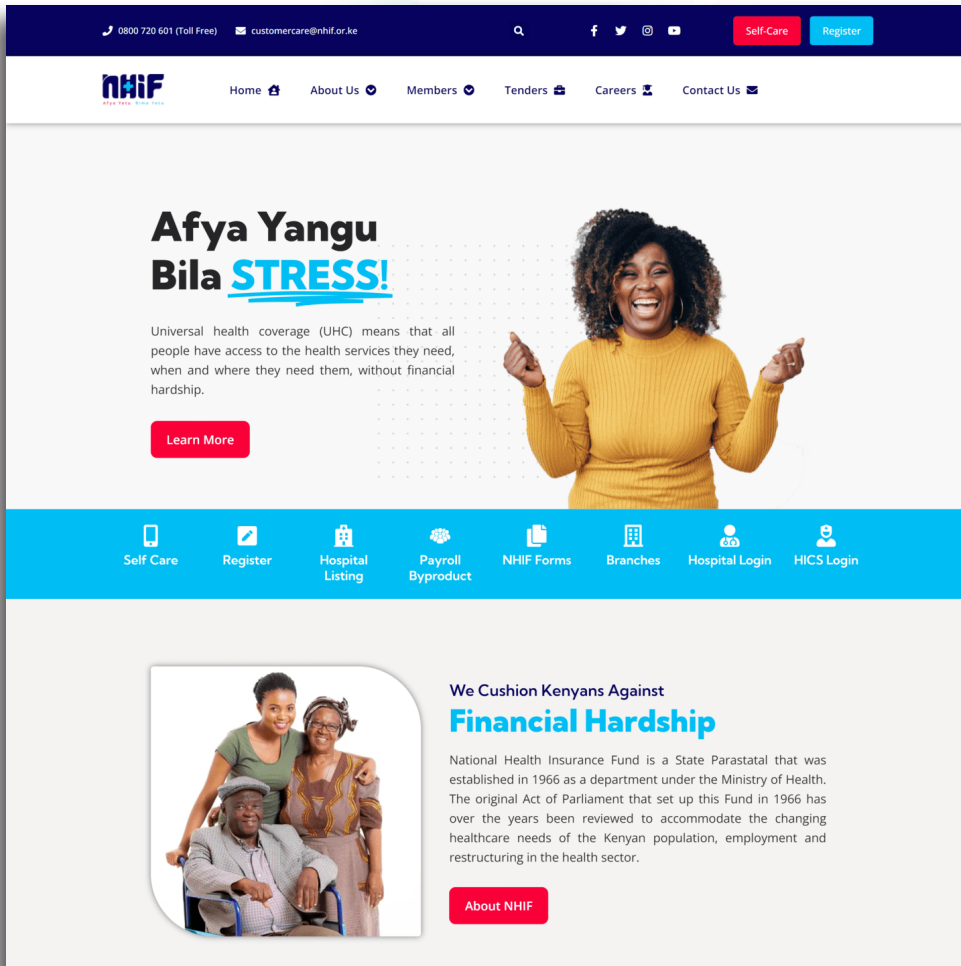 0800 720 601 (Toll Free) customercare@nhif.or.ke
Self-Care Register
NHiF
Afya Yetu. Bima Yetu
Home About Us Members Tenders Careers Contact Us
Afya Yangu
Bila STRESS!
Universal health coverage (UHC) means that all
people have access to the health services they need,
when and where they need them, without financial
hardship.
Learn More
Self Care Register Hospital Listing Payroll Byproduct NHIF Forms Branches Hospital Login HICS Login
We Cushion Kenyans Against
Financial Hardship
National Health Insurance Fund is a State Parastatal that was
established in 1966 as a department under the Ministry of Health.
The original Act of Parliament that set up this Fund in 1966 has
over the years been reviewed to accommodate the changing
healthcare needs of the Kenyan population, employment and
restructuring in the health sector.
About NHIF